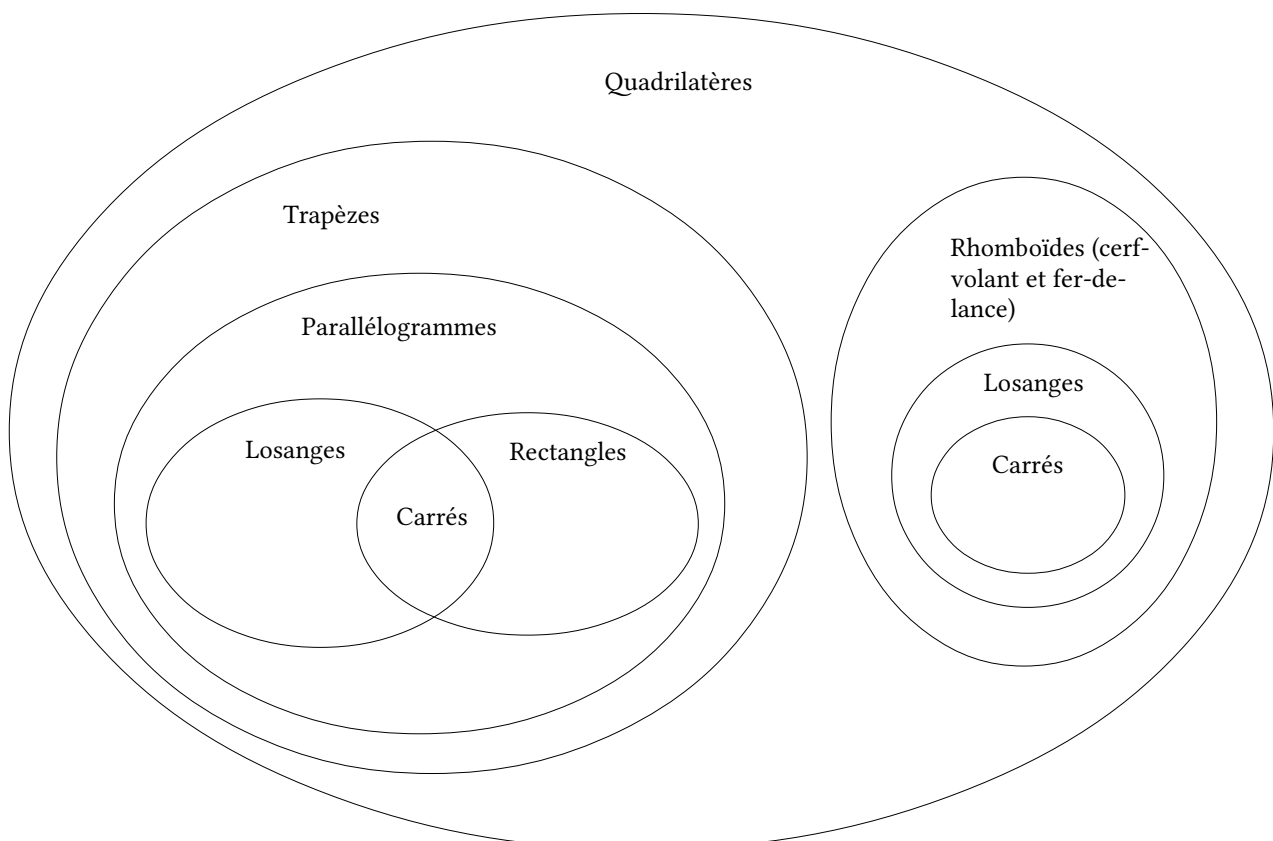 Quadrilatères
Trapèzes
Rhomboïdes (cerf-
volant et fer-de-
lance)
Parallélogrammes
Losanges
Losanges
Rectangles
Carrés
Carrés